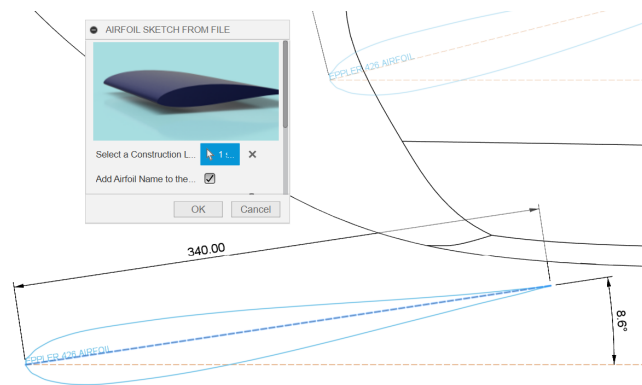 AIRFOIL SKETCH FROM FILE
EPPLER 426 AIRFOIL
Select a Construction L...
1 t...
Add Airfoil Name to the...
OK
Cancel
340.00
8.6°
EPPLER 426 AIRFOIL